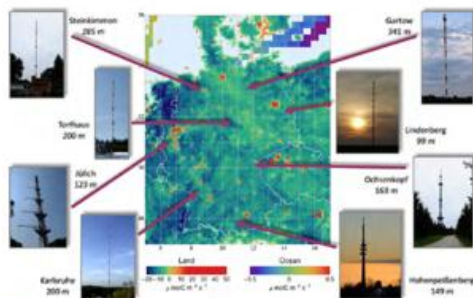 Steinkimmen
285 m
Gartow
341 m
Torfhaus
200 m
Lindenberg
99 m
Jülich
123 m
Ochsenkopf
163 m
Karlsruhe
200 m
Hohenpeißenberg
149 m
Land
Ocean